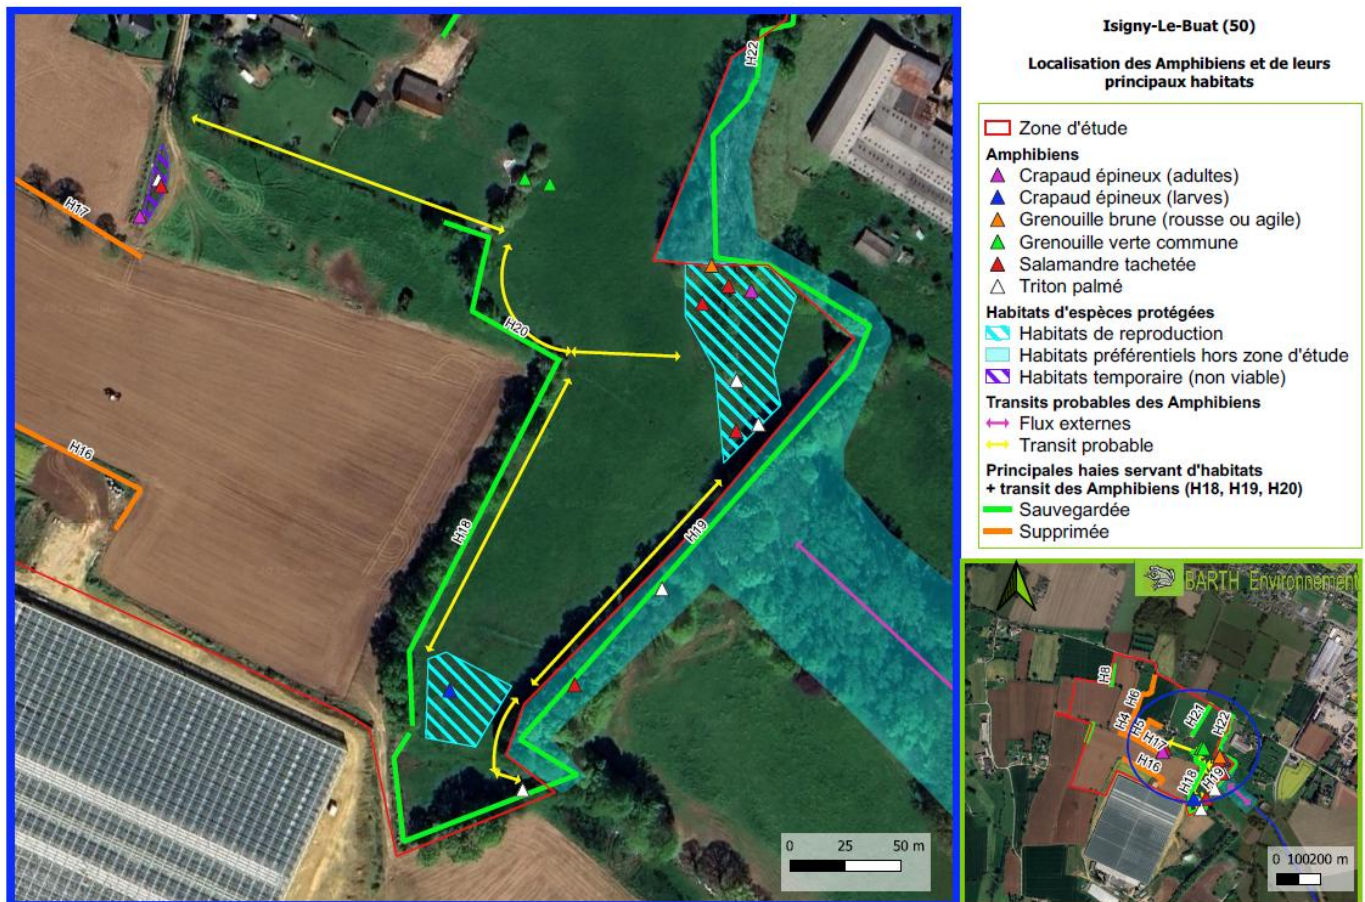 Isigny-Le-Buat (50)
Localisation des Amphibiens et de leurs
principaux habitats
Zone d'étude
Amphibiens
Crapaud épineux (adultes)
Crapaud épineux (larves)
Grenouille brune (rousse ou agile)
Grenouille verte commune
Salamandre tachetée
Triton palmé
Habitats d'espèces protégées
Habitats de reproduction
Habitats préférentiels hors zone d'étude
Habitats temporaire (non viable)
Transits probables des Amphibiens
Flux externes
Transit probable
Principales haies servant d'habitats
+ transit des Amphibiens (H18, H19, H20)
Sauvegardée
Supprimée
H22
H17
H20
H16
H18
H19
0 25 50 m
BARTH Environnement
H8
H6
H4
H5
H21
H22
H17
H16
H18
H19
0 100200 m